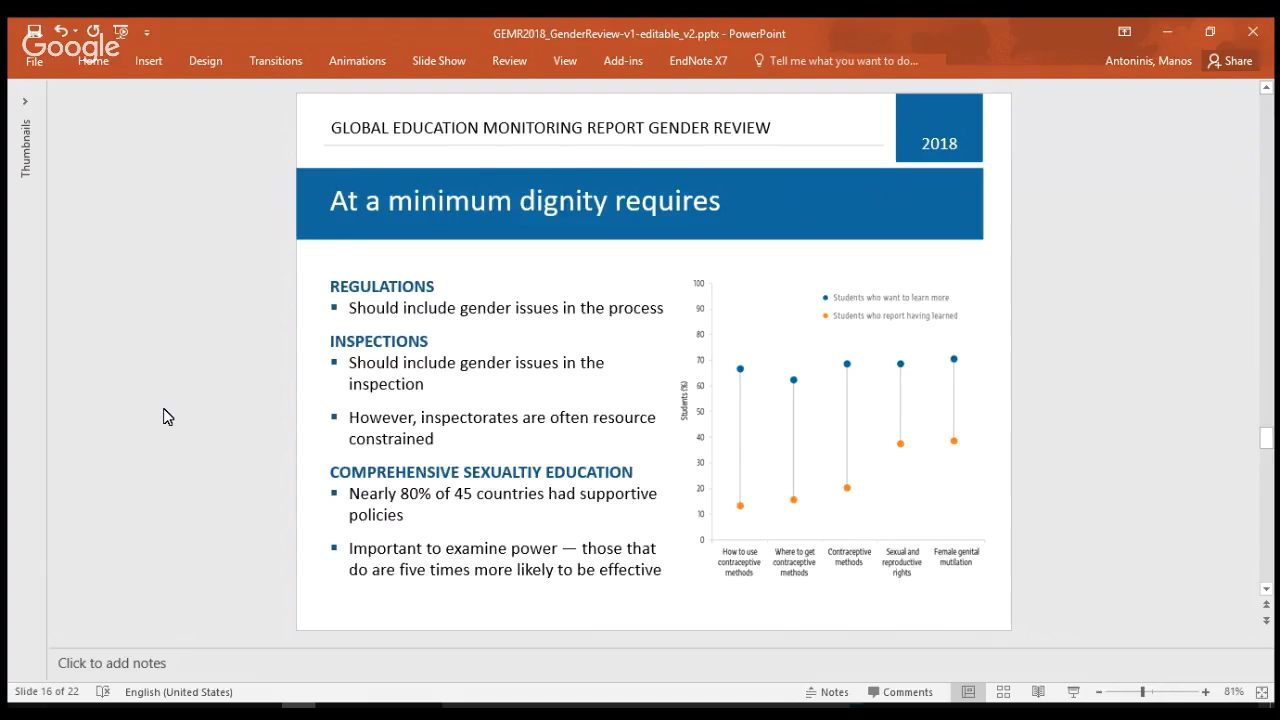 GEMR2018_GenderReview-v1-editable_v2.pptx - PowerPoint
Google
File Home Insert Design Transitions Animations Slide Show Review View Add-ins EndNote X7 Tell me what you want to do... Antoninis, Manos Share
Thumbnails
GLOBAL EDUCATION MONITORING REPORT GENDER REVIEW
2018
At a minimum dignity requires
REGULATIONS
Should include gender issues in the process
INSPECTIONS
Should include gender issues in the
inspection
However, inspectorates are often resource
constrained
COMPREHENSIVE SEXUALTIY EDUCATION
Nearly 80% of 45 countries had supportive
policies
Important to examine power — those that
do are five times more likely to be effective
Students who want to learn more
Students who report having learned
Students (%)
100
90
80
70
60
50
40
30
20
10
0
How to use
contraceptive
methods
Where to get
contraceptive
methods
Contraceptive
methods
Sexual and
reproductive
rights
Female genital
mutilation
Click to add notes
Slide 16 of 22 English (United States) Notes Comments 81%